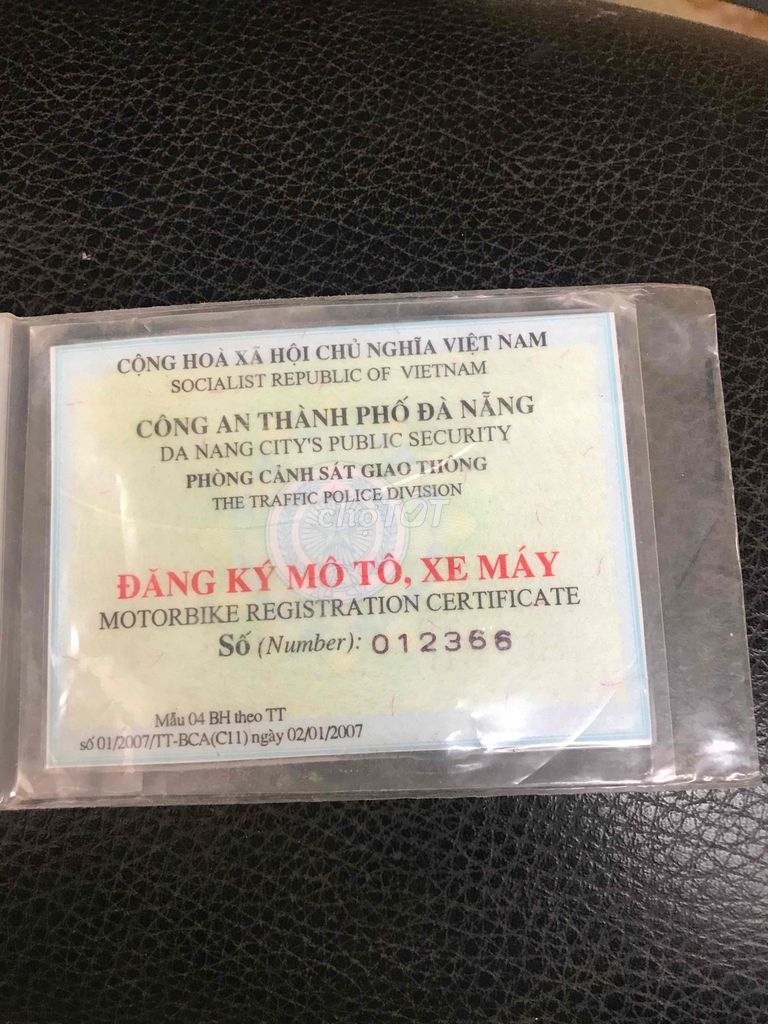 CỘNG HOÀ XÃ HỘI CHỦ NGHĨA VIỆT NAM
SOCIALIST REPUBLIC OF VIETNAM
CÔNG AN THÀNH PHỐ ĐÀ NẴNG
DA NANG CITY'S PUBLIC SECURITY
PHÒNG CẢNH SÁT GIAO THÔNG
THE TRAFFIC POLICE DIVISION
chợTỐT
ĐĂNG KÝ MÔ TÔ, XE MÁY
MOTORBIKE REGISTRATION CERTIFICATE
Số (Number): 012366
Mẫu 04 BH theo TT
số 01/2007/TT-BCA(C11) ngày 02/01/2007